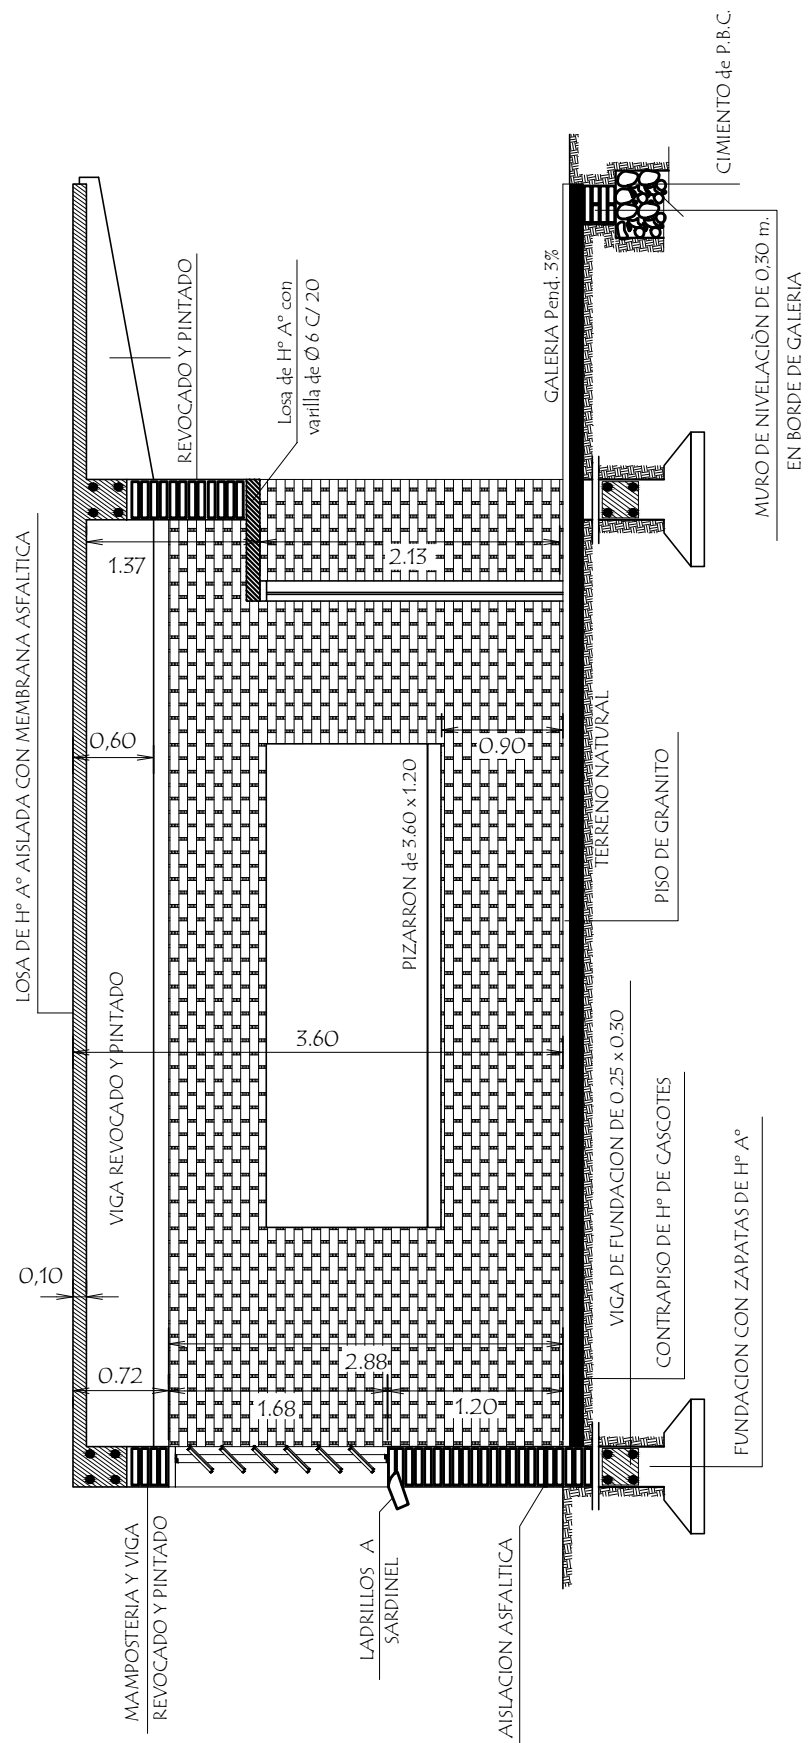 LOSA DE Hº Aº AISLADA CON MEMBRANA ASFALTICA
MAMPOSTERIA Y VIGA
REVOCADO Y PINTADO
0.72
0,10
VIGA REVOCADO Y PINTADO
3.60
0,60
1.37
REVOCADO Y PINTADO
Losa de Hº Aº con
varilla de Ø 6 C/ 20
2.13
PIZARRON de 3.60 x 1.20
0.90
2.88
1.68
1.20
LADRILLOS A
SARDINEL
AISLACION ASFALTICA
GALERIA Pend. 3%
TERRENO NATURAL
PISO DE GRANITO
VIGA DE FUNDACION DE 0.25 x 0.30
CONTRAPISO DE Hº DE CASCOTES
FUNDACION CON ZAPATAS DE Hº Aº
CIMIENTO de P.B.C.
MURO DE NIVELACIÒN DE 0,30 m.
EN BORDE DE GALERIA